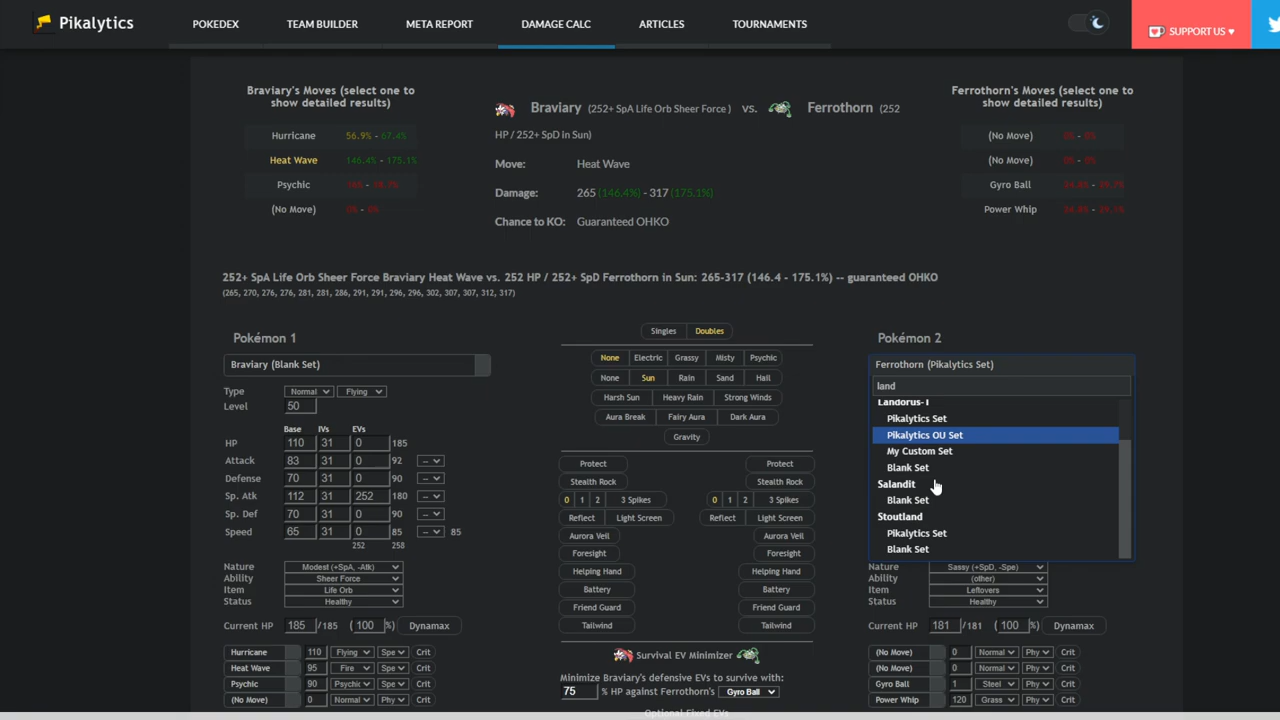 Pikalytics
POKEDEX
TEAM BUILDER
META REPORT
DAMAGE CALC
ARTICLES
TOURNAMENTS
SUPPORT US ♥
Braviary's Moves (select one to
show detailed results)
Hurricane 56.9% - 67.4%
Heat Wave 146.4% - 175.1%
Psychic
(No Move) 0% - 0%
Braviary (252+ SpA Life Orb Sheer Force ) VS. Ferrothorn (252
HP / 252+ SpD in Sun)
Move: Heat Wave
Damage: 265 (146.4%) - 317 (175.1%)
Chance to KO: Guaranteed OHKO
Ferrothorn's Moves (select one to
show detailed results)
(No Move) 0% - 0%
(No Move) 0% - 0%
Gyro Ball
Power Whip
252+ SpA Life Orb Sheer Force Braviary Heat Wave vs. 252 HP / 252+ SpD Ferrothorn in Sun: 265-317 (146.4 - 175.1%) -- guaranteed OHKO
(265, 270, 276, 276, 281, 281, 286, 291, 291, 296, 296, 302, 307, 307, 312, 317)
Pokémon 1
Braviary (Blank Set)
Type Normal Flying
Level 50
Base IVs EVs
HP 110 31 0 185
Attack 83 31 0 92 --
Defense 70 31 0 90 --
Sp. Atk 112 31 252 180 --
Sp. Def 70 31 0 90 --
Speed 65 31 0 85 -- 85
252 258
Nature Modest (+SpA, -Atk)
Ability Sheer Force
Item Life Orb
Status Healthy
Current HP 185 /185 (100 %) Dynamax
Hurricane 110 Flying Spe Crit
Heat Wave 95 Fire Spe Crit
Psychic 90 Psychic Spe Crit
(No Move) 0 Normal Phy Crit
Singles Doubles
None Electric Grassy Misty Psychic
None Sun Rain Sand Hail
Harsh Sun Heavy Rain Strong Winds
Aura Break Fairy Aura Dark Aura
Gravity
Protect Protect
Stealth Rock Stealth Rock
0 1 2 3 Spikes 0 1 2 3 Spikes
Reflect Light Screen Reflect Light Screen
Aurora Veil Aurora Veil
Foresight Foresight
Helping Hand Helping Hand
Battery Battery
Friend Guard Friend Guard
Tailwind Tailwind
Survival EV Minimizer
Minimize Braviary's defensive EVs to survive with:
75 % HP against Ferrothorn's Gyro Ball
Optional Fixed EVs
Pokémon 2
Ferrothorn (Pikalytics Set)
land
Landorus-T
Pikalytics Set
Pikalytics OU Set
My Custom Set
Blank Set
Salandit
Blank Set
Stoutland
Pikalytics Set
Blank Set
Nature Sassy (+SpD, -Spe)
Ability (other)
Item Leftovers
Status Healthy
Current HP 181 /181 (100 %) Dynamax
(No Move) 0 Normal Phy Crit
(No Move) 0 Normal Phy Crit
Gyro Ball 1 Steel Phy Crit
Power Whip 120 Grass Phy Crit